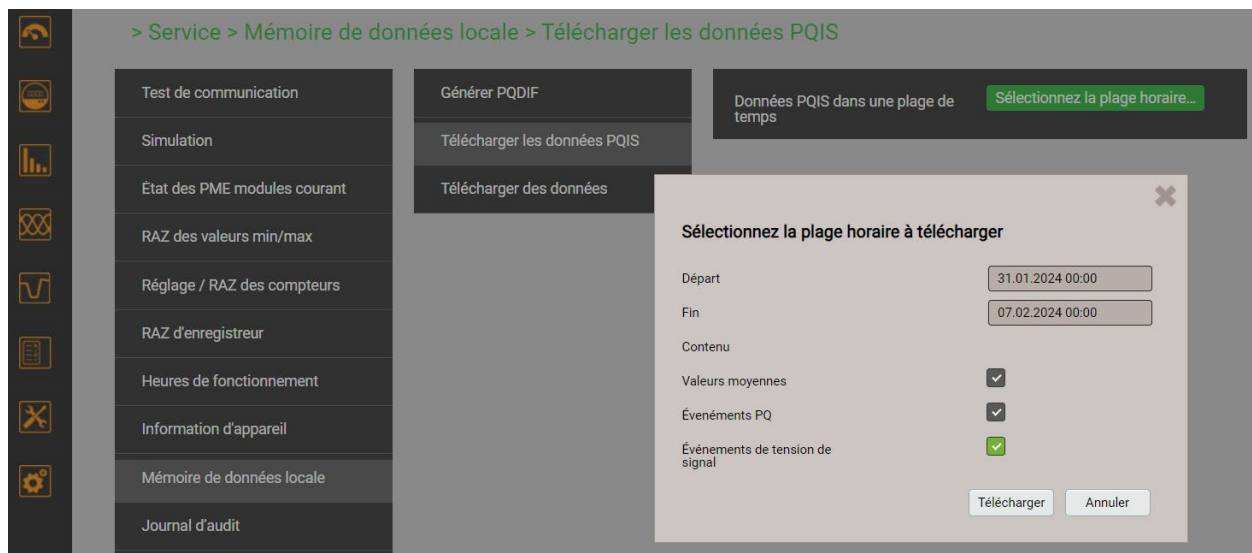 > Service > Mémoire de données locale > Télécharger les données PQIS
Test de communication
Simulation
État des PME modules courant
RAZ des valeurs min/max
Réglage / RAZ des compteurs
RAZ d'enregistreur
Heures de fonctionnement
Information d'appareil
Mémoire de données locale
Journal d'audit
Générer PQDIF
Télécharger les données PQIS
Télécharger des données
Données PQIS dans une plage de
temps
Sélectionnez la plage horaire...
Sélectionnez la plage horaire à télécharger
Départ
31.01.2024 00:00
Fin
07.02.2024 00:00
Contenu
Valeurs moyennes
Évenéments PQ
Événements de tension de
signal
Télécharger
Annuler